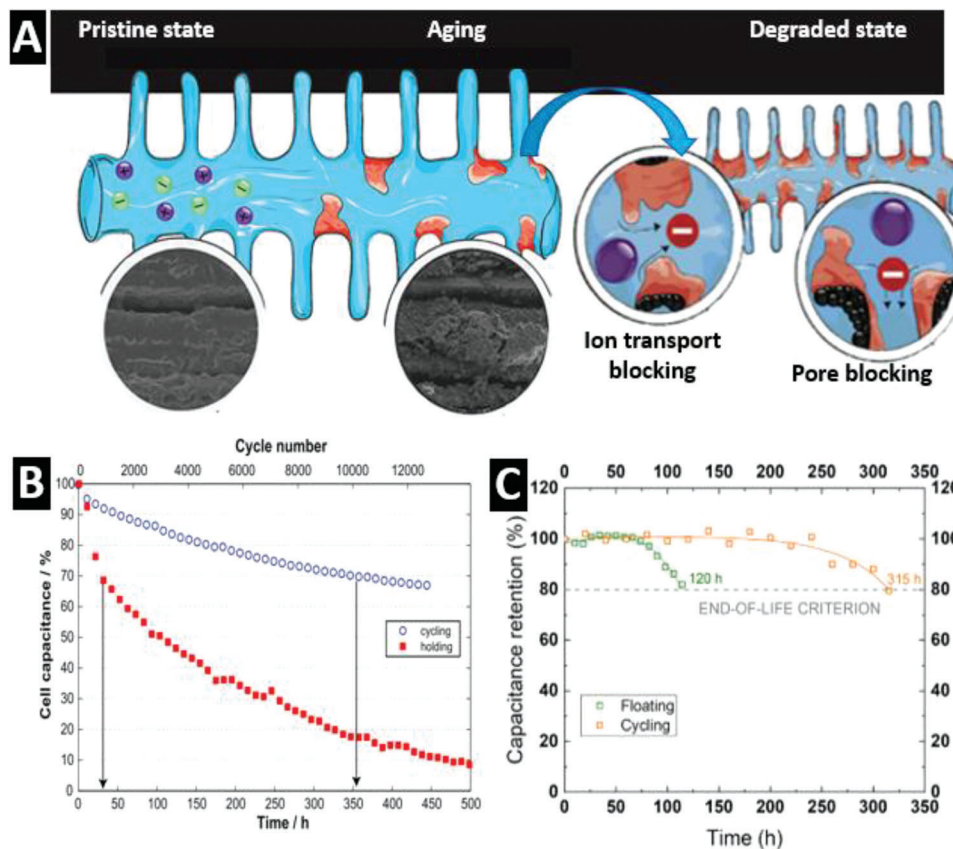 A
Pristine state
Aging
Degraded state
Ion transport
blocking
Pore blocking
B
Cycle number
0 2000 4000 6000 8000 10000 12000
Cell capacitance / %
100
90
80
70
60
50
40
30
20
10
0
cycling
holding
0 50 100 150 200 250 300 350 400 450 500
Time / h
C
0 50 100 150 200 250 300 350
Capacitance retention (%)
120 120
100 100
80 80
60 60
40 40
20 20
0 0
120 h
315 h
END-OF-LIFE CRITERION
Floating
Cycling
0 50 100 150 200 250 300 350
Time (h)